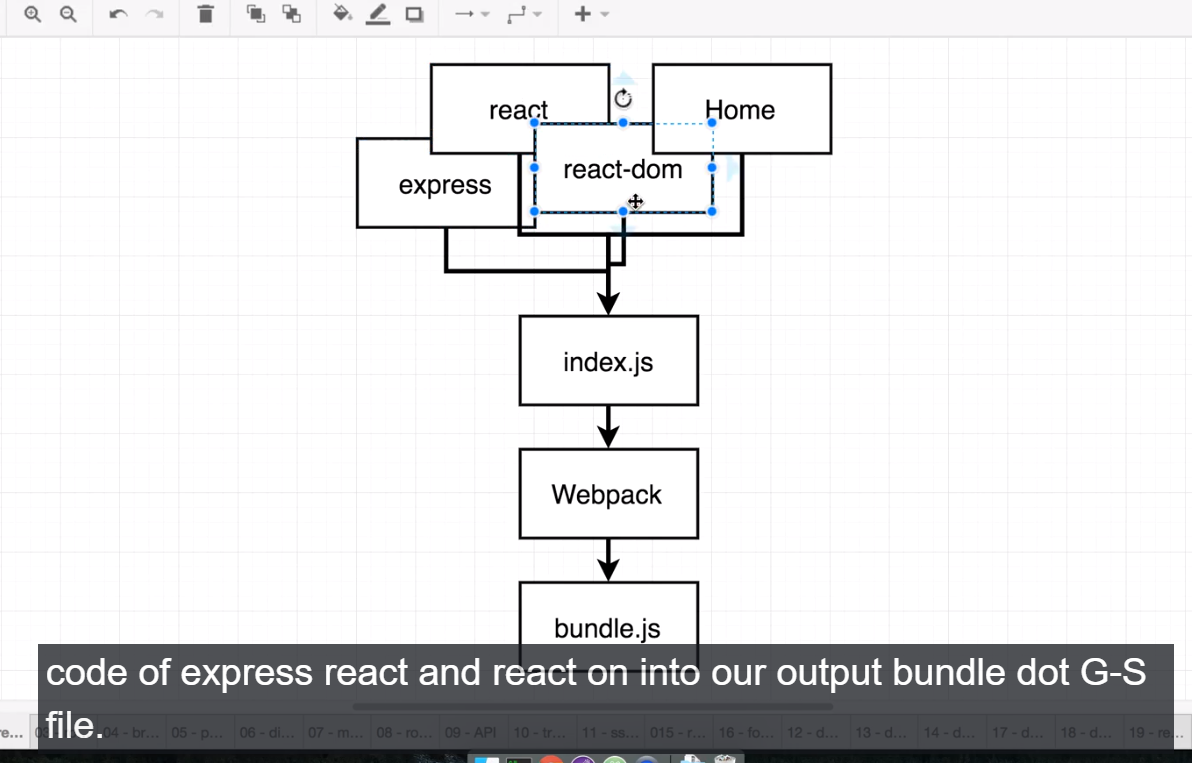 react
Home
express
react-dom
index.js
Webpack
bundle.js
code of express react and react on into our output bundle dot G-S
file.
re... 04 - br... 05 - p... 06 - di... 07 - m... 08 - ro... 09 - API 10 - tr... 11 - ss... 015 - r... 16 - fo... 12 - d... 13 - d... 14 - d... 17 - d... 18 - d... 19 - re...